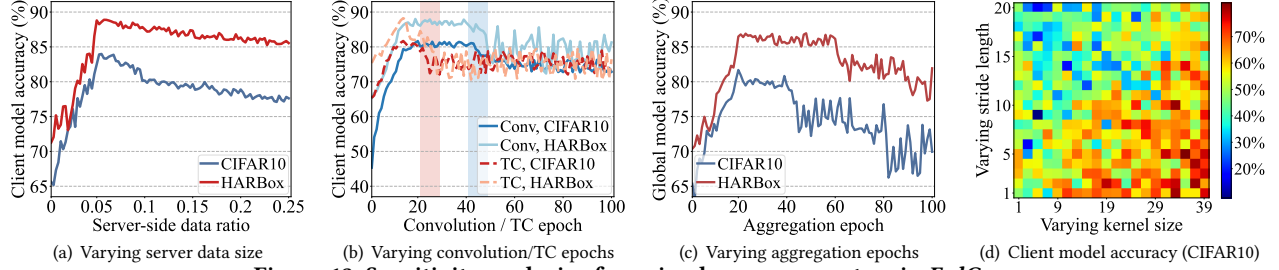 Client model accuracy (%)
90
85
80
75
70
65
CIFAR10
HARBox
0 0.05 0.1 0.15 0.2 0.25
Server-side data ratio
(a) Varying server data size
Client model accuracy (%)
90
80
70
60
50
40
Conv, CIFAR10
Conv, HARBox
TC, CIFAR10
TC, HARBox
0 20 40 60 80 100
Convolution / TC epoch
(b) Varying convolution/TC epochs
Global model accuracy (%)
90
85
80
75
70
65
CIFAR10
HARBox
0 20 40 60 80 100
Aggregation epoch
(c) Varying aggregation epochs
Varying stride length
20
15
10
5
1
1 9 19 29 39
Varying kernel size
70%
60%
50%
40%
30%
20%
(d) Client model accuracy (CIFAR10)